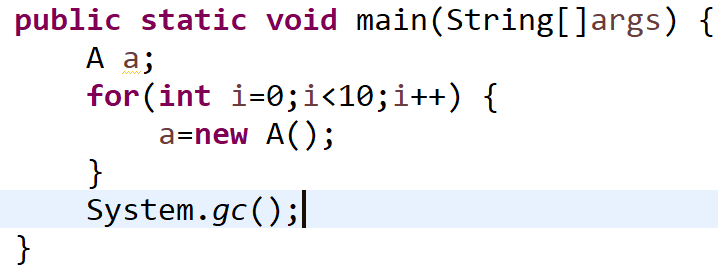 public static void main(String[]args) {
    A a;
    for(int i=0;i<10;i++) {
        a=new A();
    }
    System.gc();
}